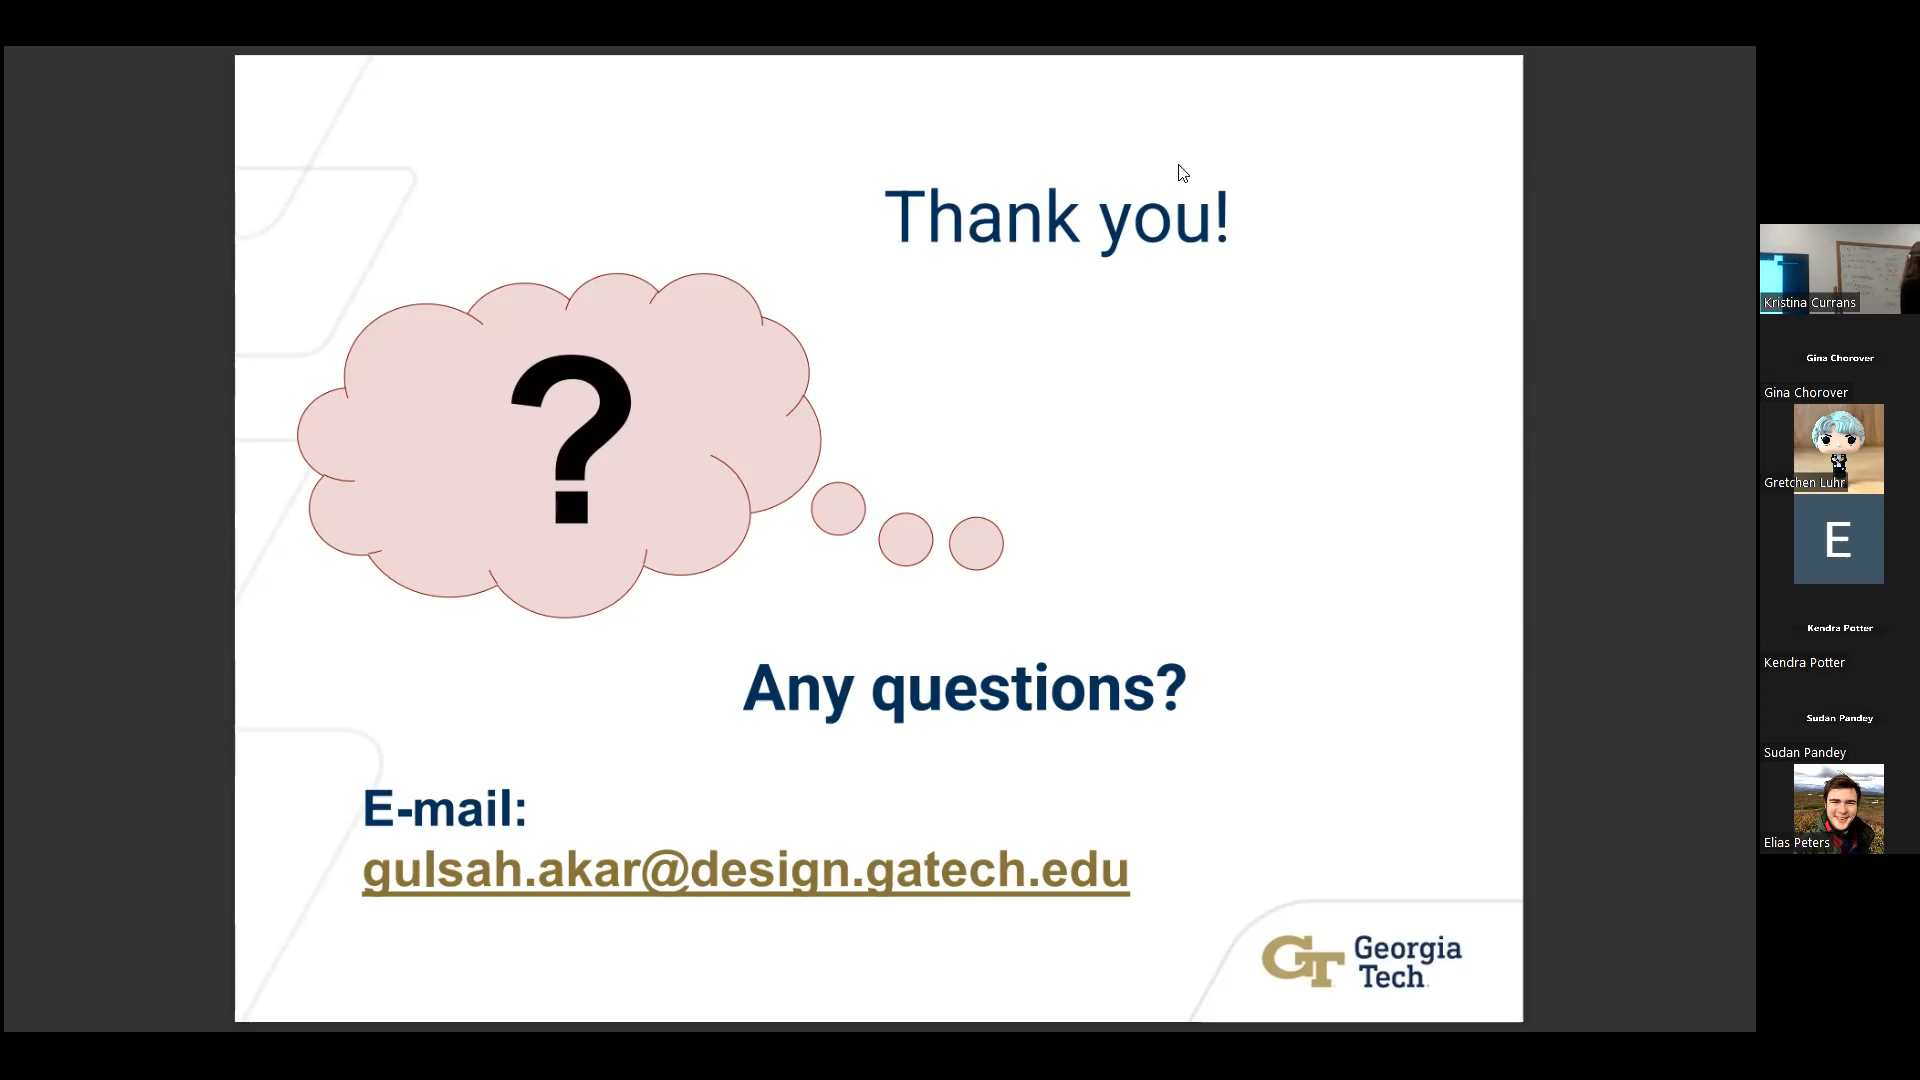 Thank you!
?
Any questions?
E-mail:
gulsah.akar@design.gatech.edu
GT Georgia
Tech
Kristina Currans
Gina Chorover
Gina Chorover
Gretchen Luhr
E
Kendra Potter
Kendra Potter
Sudan Pandey
Sudan Pandey
Elias Peters